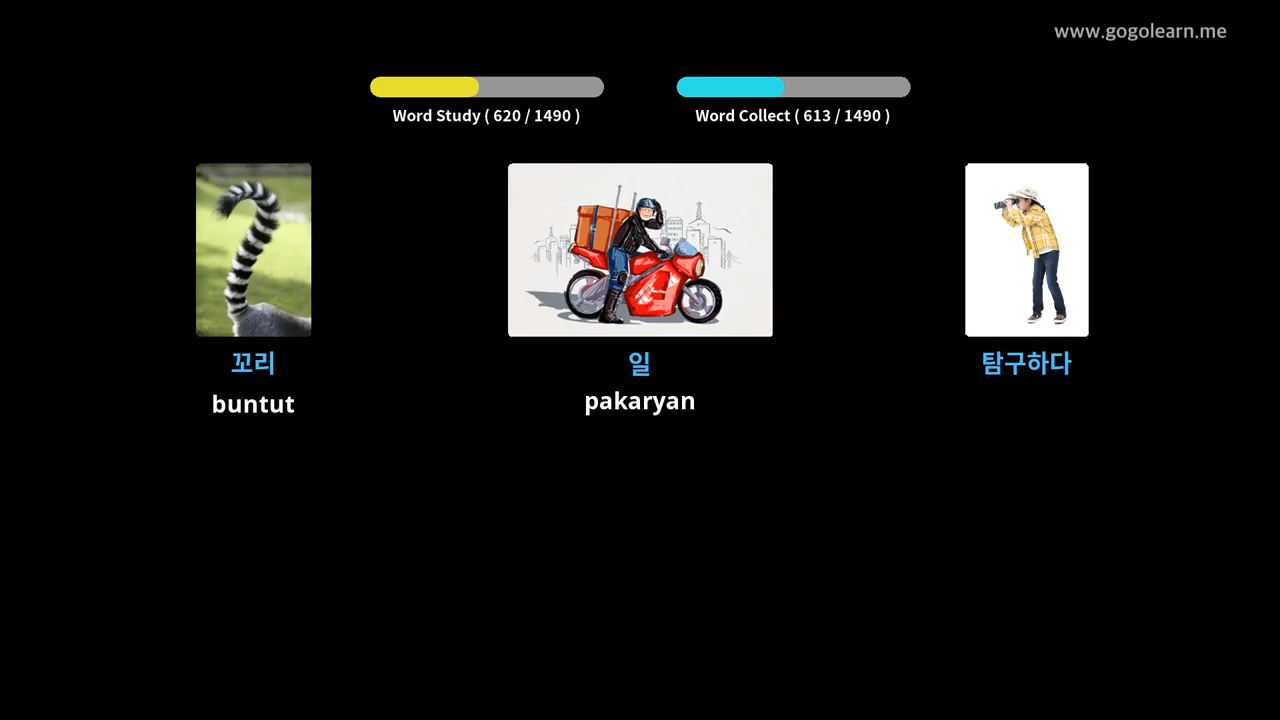 www.gogolearn.me
Word Study ( 620 / 1490 )
Word Collect ( 613 / 1490 )
꼬리
일
탐구하다
buntut
pakaryan